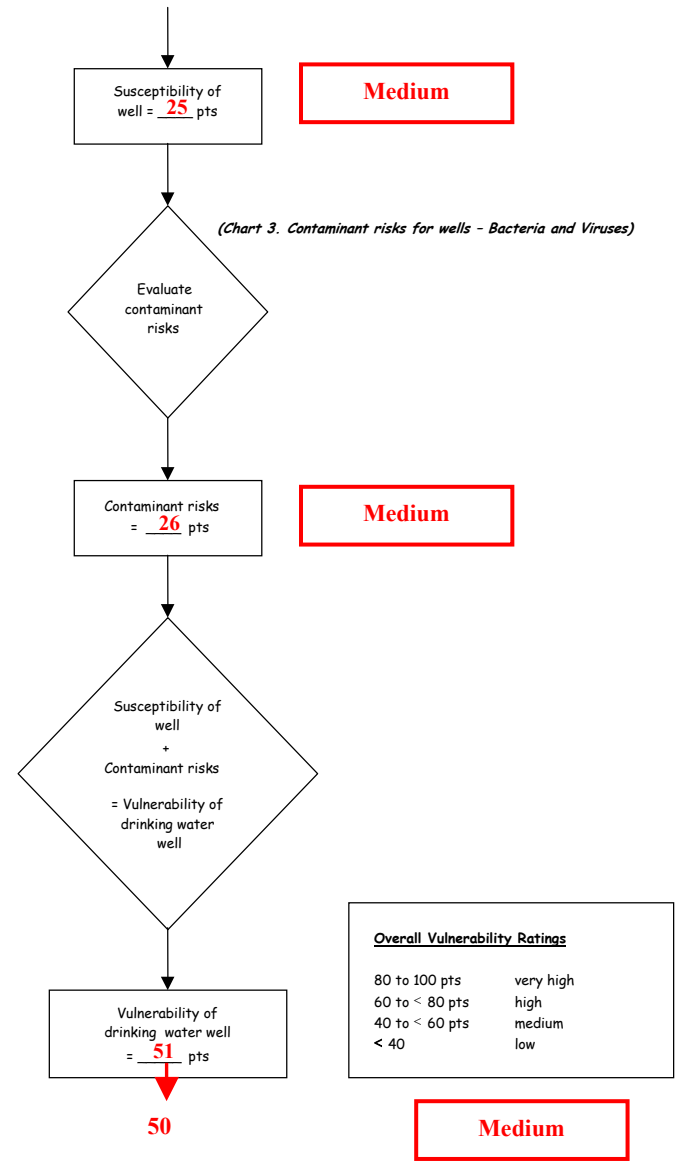 Susceptibility of
well = 25 pts
Medium
(Chart 3. Contaminant risks for wells – Bacteria and Viruses)
Evaluate
contaminant
risks
Contaminant risks
= 26 pts
Medium
Susceptibility of
well
+
Contaminant risks
= Vulnerability of
drinking water
well
Overall Vulnerability Ratings
80 to 100 pts very high
60 to < 80 pts high
40 to < 60 pts medium
< 40 low
Vulnerability of
drinking water well
= 51 pts
50
Medium